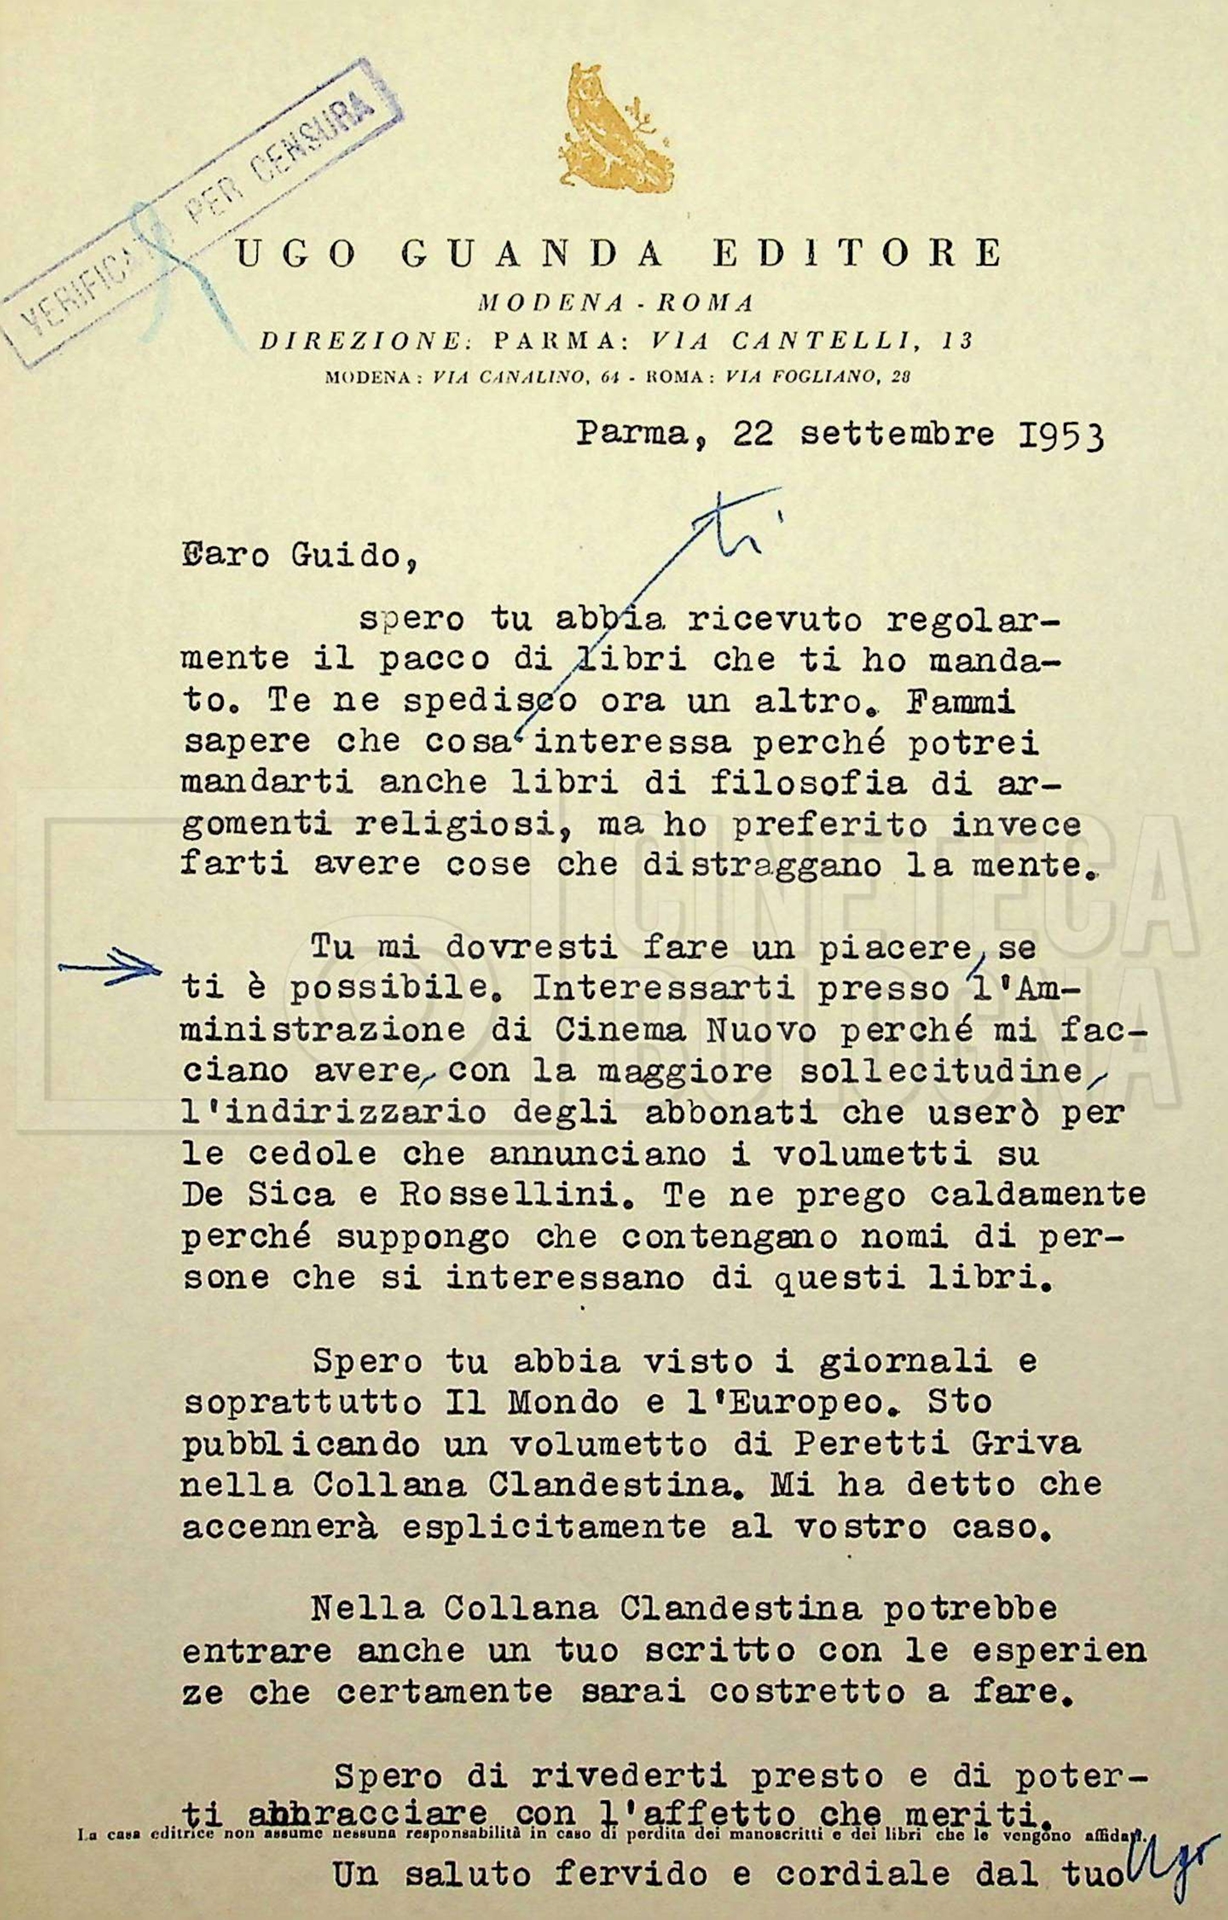 VERIFICATO PER CENSURA
UGO GUANDA EDITORE
MODENA - ROMA
DIREZIONE: PARMA: VIA CANTELLI, 13
MODENA: VIA CANALINO, 64 - ROMA: VIA FOGLIANO, 28
Parma, 22 settembre I953
ti
Caro Guido,
spero tu abbia ricevuto regolar-
mente il pacco di libri che ti ho manda-
to. Te ne spedisco ora un altro. Fammi
sapere che cosa interessa perché potrei
mandarti anche libri di filosofia di ar-
gomenti religiosi, ma ho preferito invece
farti avere cose che distraggano la mente.
Tu mi dovresti fare un piacere, se
ti è possibile. Interessarti presso l'Am-
ministrazione di Cinema Nuovo perché mi fac-
ciano avere, con la maggiore sollecitudine,
l'indirizzario degli abbonati che userò per
le cedole che annunciano i volumetti su
De Sica e Rossellini. Te ne prego caldamente
perché suppongo che contengano nomi di per-
sone che si interessano di questi libri.
Spero tu abbia visto i giornali e
soprattutto Il Mondo e l'Europeo. Sto
pubblicando un volumetto di Peretti Griva
nella Collana Clandestina. Mi ha detto che
accennerà esplicitamente al vostro caso.
Nella Collana Clandestina potrebbe
entrare anche un tuo scritto con le esperien
ze che certamente sarai costretto a fare.
Spero di rivederti presto e di poter-
ti abbracciare con l'affetto che meriti.
La casa editrice non assume nessuna responsabilità in caso di perdita dei manoscritti e dei libri che le vengono affidati.
Un saluto fervido e cordiale dal tuo Ugo
CINETECA
BOLOGNA